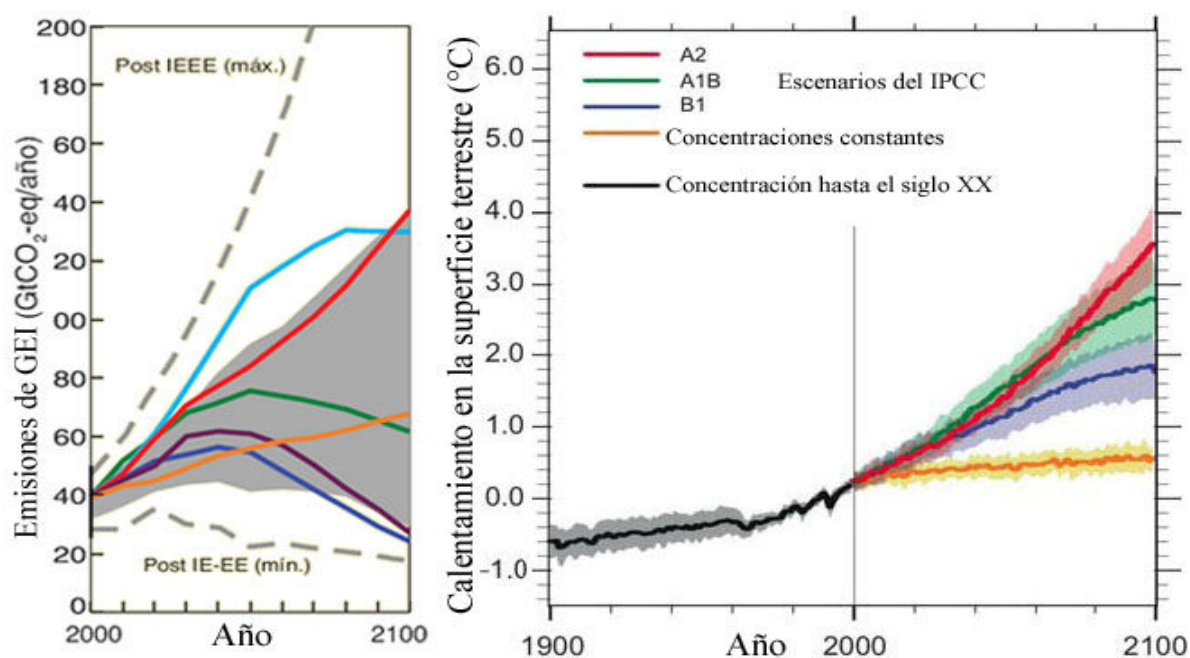 200
180
60
40
20
00
80
60
40
20
0
Emisiones de GEI (GtCO2-eq/año)
Post IEEE (máx.)
Post IE-EE (mín.)
2000
Año
2100
Calentamiento en la superficie terrestre (°C)
6.0
5.0
4.0
3.0
2.0
1.0
0.0
-1.0
A2
A1B
B1
Escenarios del IPCC
Concentraciones constantes
Concentración hasta el siglo XX
1900
Año
2000
2100